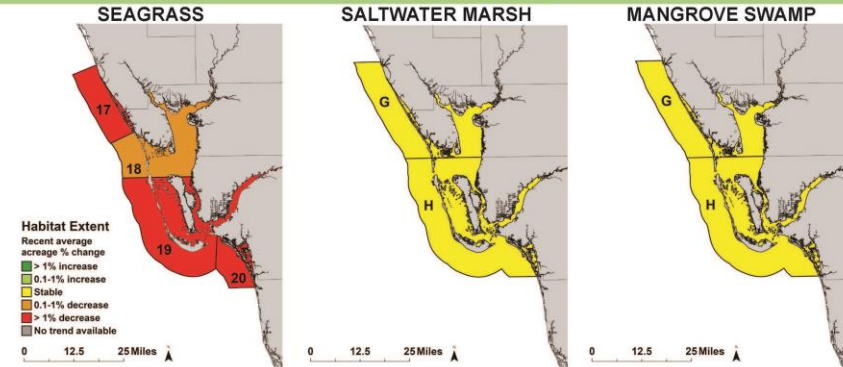 SEAGRASS
17
18
19
20
Habitat Extent
Recent average
acreage % change
> 1% increase
0.1-1% increase
Stable
0.1-1% decrease
> 1% decrease
No trend available
0 12.5 25 Miles
SALTWATER MARSH
G
H
0 12.5 25 Miles
MANGROVE SWAMP
G
H
0 12.5 25 Miles